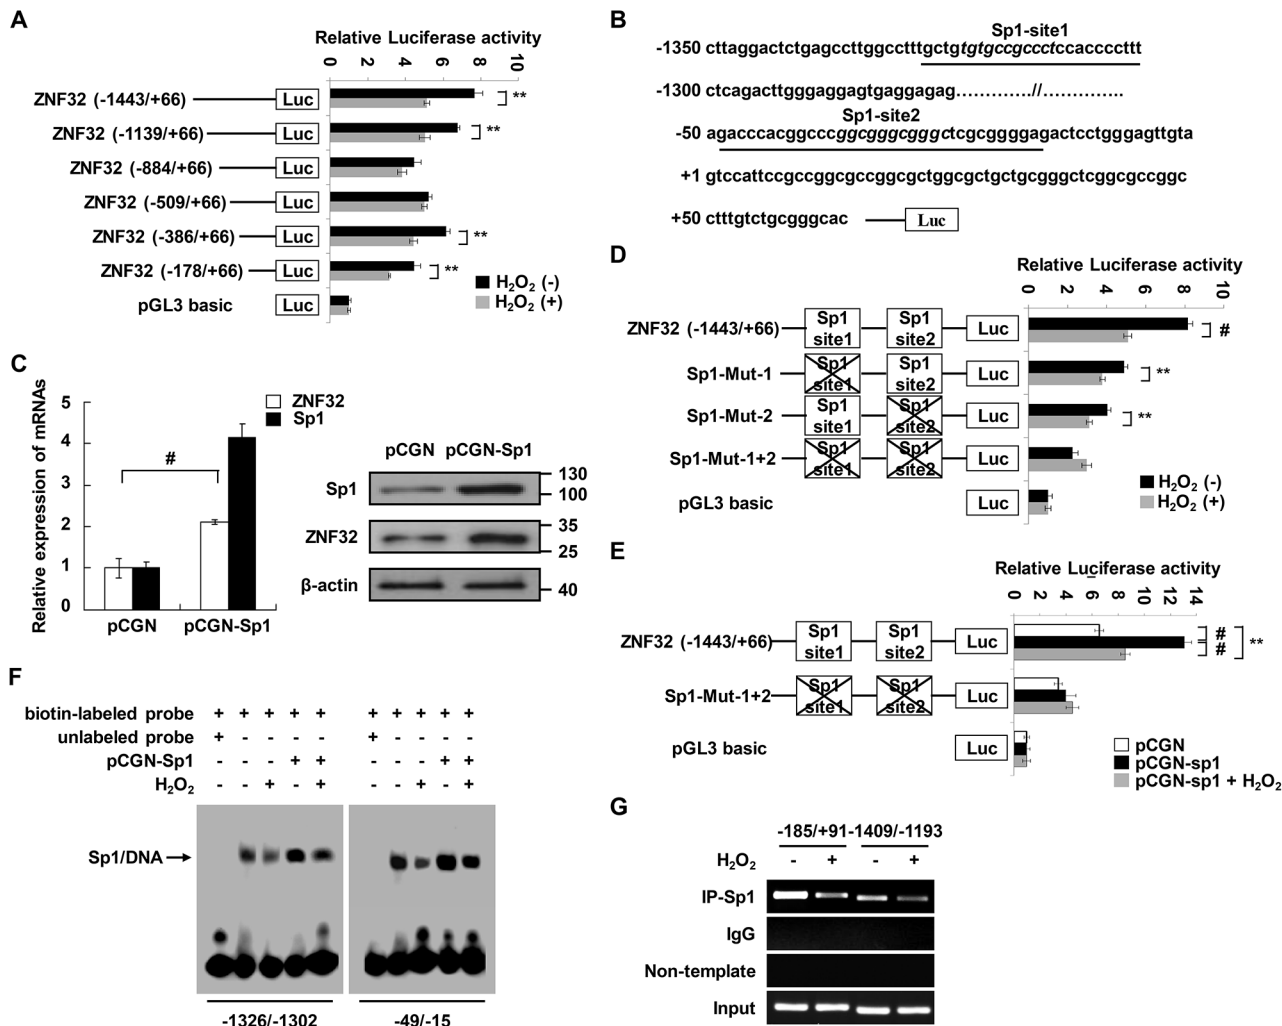 A
Relative Luciferase activity
0 2 4 6 8 10
ZNF32 (-1443/+66) Luc **
ZNF32 (-1139/+66) Luc **
ZNF32 (-884/+66) Luc
ZNF32 (-509/+66) Luc
ZNF32 (-386/+66) Luc **
ZNF32 (-178/+66) Luc **
pGL3 basic Luc
H₂O₂ (-)
H₂O₂ (+)
B
Sp1-site1
-1350 cttaggactctgagccttggcctttgctgtgtgccgcccctccacccccttt
-1300 ctcagacttgggaggagtgaggagag.............//..............
Sp1-site2
-50 agacccacggcccggcgggcgggctcgcggggagactcctgggagttgta
+1 gtccattccgccggcgccggcgctggcgctgctgcgggctcggcgccggc
+50 ctttgtctgcgggcac Luc
C
Relative expression of mRNAs
5
4
3
2
1
0
ZNF32
Sp1
#
pCGN pCGN-Sp1
pCGN pCGN-Sp1
Sp1 130
100
ZNF32 35
25
β-actin 40
D
Relative Luciferase activity
0 2 4 6 8 10
ZNF32 (-1443/+66) Sp1 site1 Sp1 site2 Luc #
Sp1-Mut-1 Sp1 site1 Sp1 site2 Luc **
Sp1-Mut-2 Sp1 site1 Sp1 site2 Luc **
Sp1-Mut-1+2 Sp1 site1 Sp1 site2 Luc
pGL3 basic Luc
H₂O₂ (-)
H₂O₂ (+)
E
Relative Luciferase activity
0 2 4 6 8 10 12 14
ZNF32 (-1443/+66) Sp1 site1 Sp1 site2 Luc # # **
Sp1-Mut-1+2 Sp1 site1 Sp1 site2 Luc
pGL3 basic Luc
pCGN
pCGN-sp1
pCGN-sp1 + H₂O₂
F
biotin-labeled probe + + + + + + + + + +
unlabeled probe + - - - - + - - - -
pCGN-Sp1 - - - + + - - - + +
H₂O₂ - - + - + - - + - +
Sp1/DNA
-1326/-1302 -49/-15
G
-185/+91 -1409/-1193
H₂O₂ - + - +
IP-Sp1
IgG
Non-template
Input